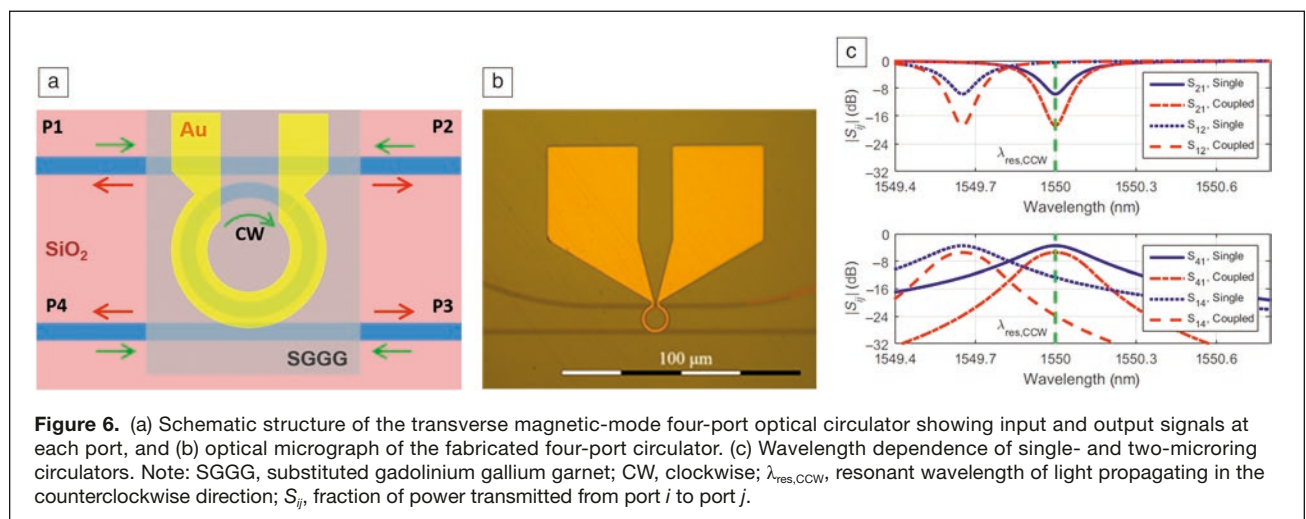 a
P1
P2
Au
CW
SiO₂
P4
P3
SGGG
b
100 μm
c
0
−8
−16
−24
−32
|Sᵢⱼ| (dB)
S₂₁, Single
S₂₁, Coupled
S₁₂, Single
S₁₂, Coupled
λres,CCW
1549.4 1549.7 1550 1550.3 1550.6
Wavelength (nm)
0
−8
−16
−24
−32
|Sᵢⱼ| (dB)
S₄₁, Single
S₄₁, Coupled
S₁₄, Single
S₁₄, Coupled
λres,CCW
1549.4 1549.7 1550 1550.3 1550.6
Wavelength (nm)
Figure 6. (a) Schematic structure of the transverse magnetic-mode four-port optical circulator showing input and output signals at
each port, and (b) optical micrograph of the fabricated four-port circulator. (c) Wavelength dependence of single- and two-microring
circulators. Note: SGGG, substituted gadolinium gallium garnet; CW, clockwise; λres,CCW, resonant wavelength of light propagating in the
counterclockwise direction; Sᵢⱼ, fraction of power transmitted from port i to port j.